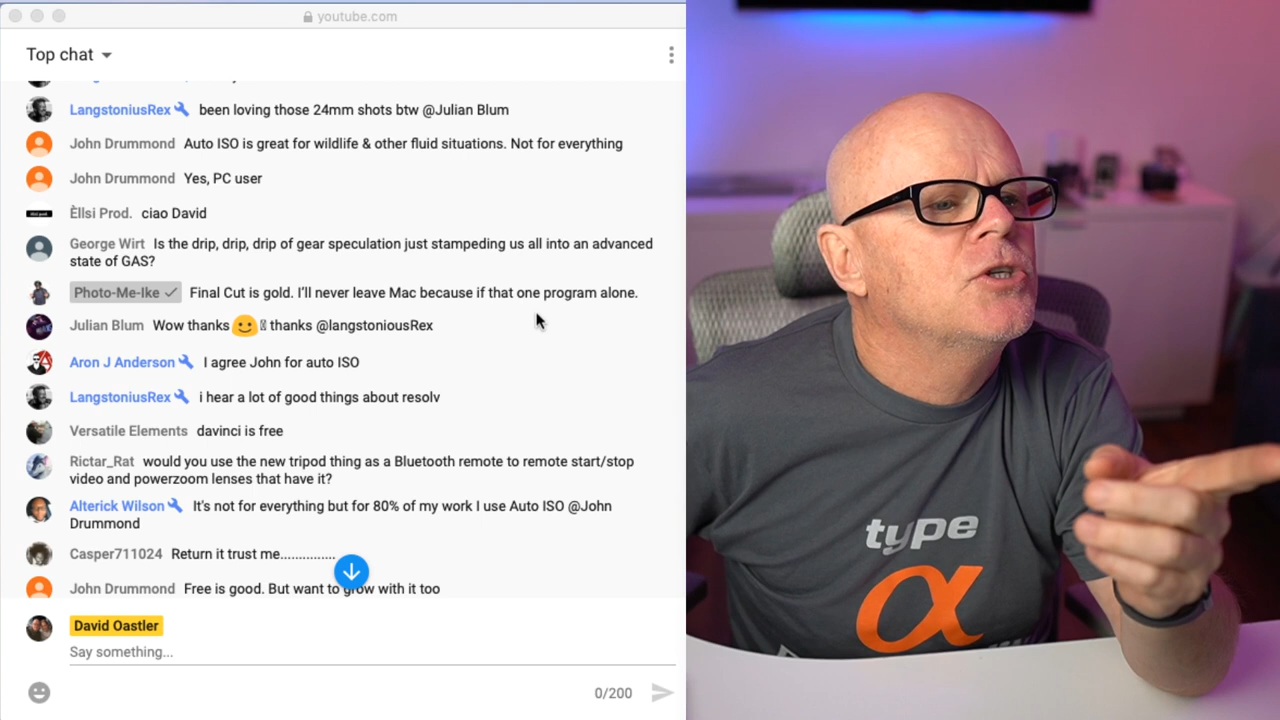 youtube.com
Top chat
LangstoniusRex been loving those 24mm shots btw @Julian Blum
John Drummond Auto ISO is great for wildlife & other fluid situations. Not for everything
John Drummond Yes, PC user
Èllsi Prod. ciao David
George Wirt Is the drip, drip, drip of gear speculation just stampeding us all into an advanced
state of GAS?
Photo-Me-Ike Final Cut is gold. I'll never leave Mac because if that one program alone.
Julian Blum Wow thanks thanks @langstoniousRex
Aron J Anderson I agree John for auto ISO
LangstoniusRex i hear a lot of good things about resolv
Versatile Elements davinci is free
Rictar_Rat would you use the new tripod thing as a Bluetooth remote to remote start/stop
video and powerzoom lenses that have it?
Alterick Wilson It's not for everything but for 80% of my work I use Auto ISO @John
Drummond
Casper711024 Return it trust me..............
John Drummond Free is good. But want to grow with it too
David Oastler
Say something...
0/200
type
α